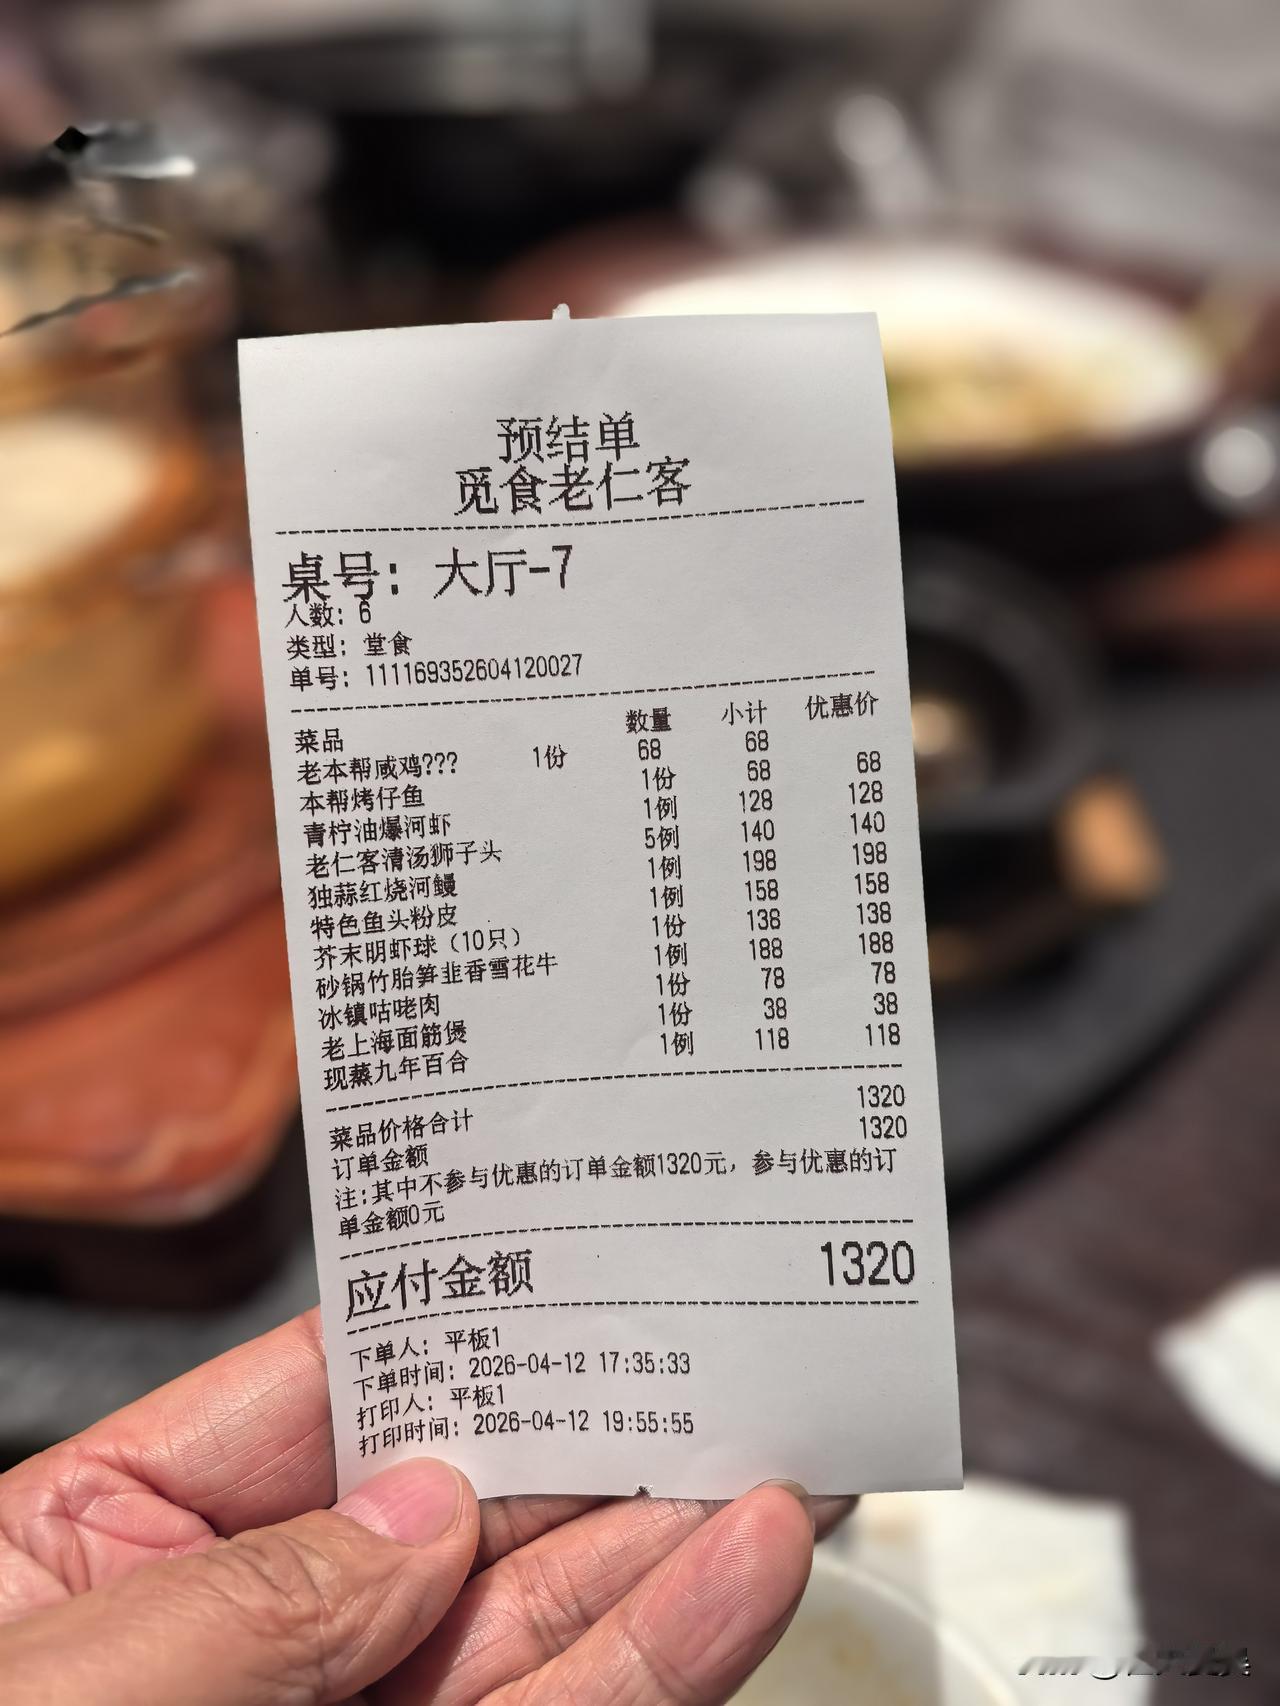 预结单
觅食老仁客
桌号: 大厅-7
人数: 6
类型: 堂食
单号: 111169352604120027
菜品 数量 小计 优惠价
老本帮咸鸡??? 1份 68 68
本帮烤仔鱼 1份 68 68
青柠油爆河虾 1例 128 128
老仁客清汤狮子头 5例 140 140
独蒜红烧河鳗 1例 198 198
特色鱼头粉皮 1例 158 158
芥末明虾球（10只） 1份 138 138
砂锅竹胎笋韭香雪花牛 1例 188 188
冰镇咕咾肉 1份 78 78
老上海面筋煲 1份 38 38
现蒸九年百合 1例 118 118
菜品价格合计 1320
订单金额 1320
注:其中不参与优惠的订单金额1320元，参与优惠的订
单金额0元
应付金额 1320
下单人: 平板1
下单时间: 2026-04-12 17:35:33
打印人: 平板1
打印时间: 2026-04-12 19:55:55